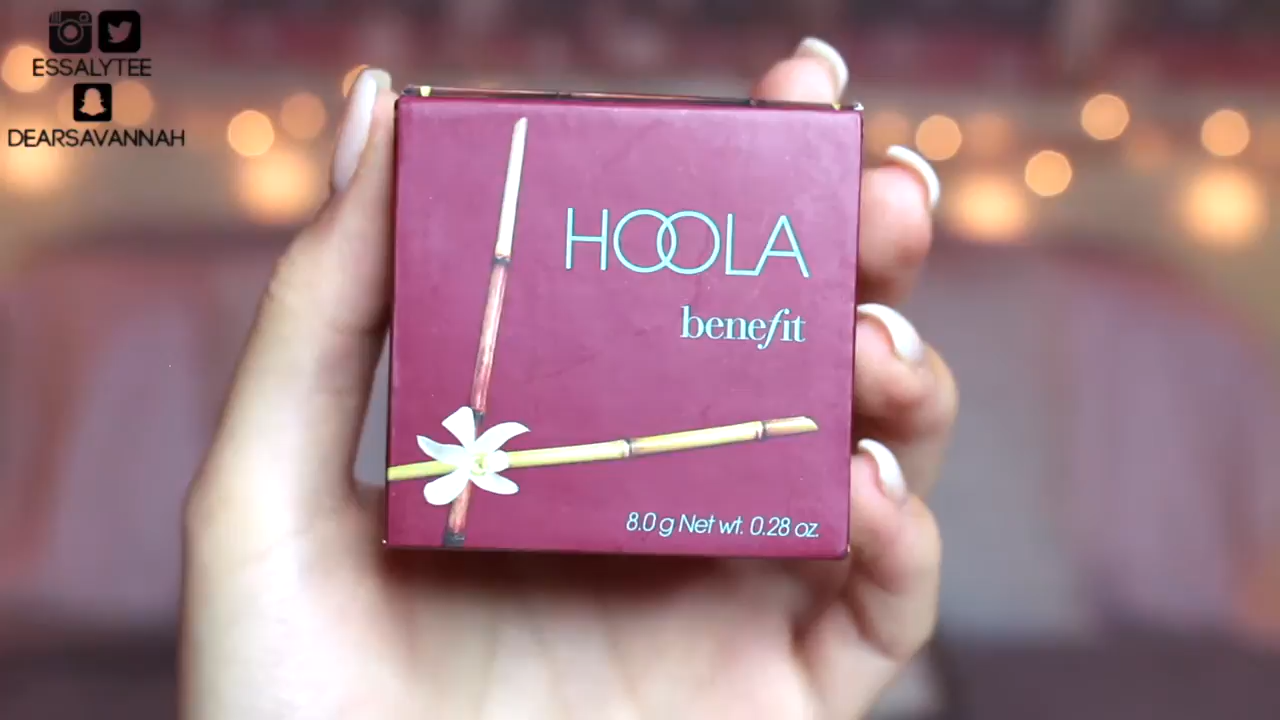 ESSALYTEE
DEARSAVANNAH
HOOLA
benefit
8.0 g Net wt. 0.28 oz.